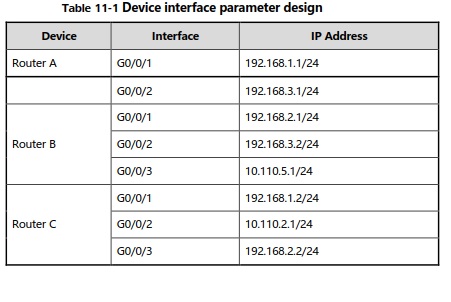 Table 11-1 Device interface parameter design
Device Interface IP Address
Router A G0/0/1 192.168.1.1/24
G0/0/2 192.168.3.1/24
G0/0/1 192.168.2.1/24
Router B G0/0/2 192.168.3.2/24
G0/0/3 10.110.5.1/24
G0/0/1 192.168.1.2/24
Router C G0/0/2 10.110.2.1/24
G0/0/3 192.168.2.2/24